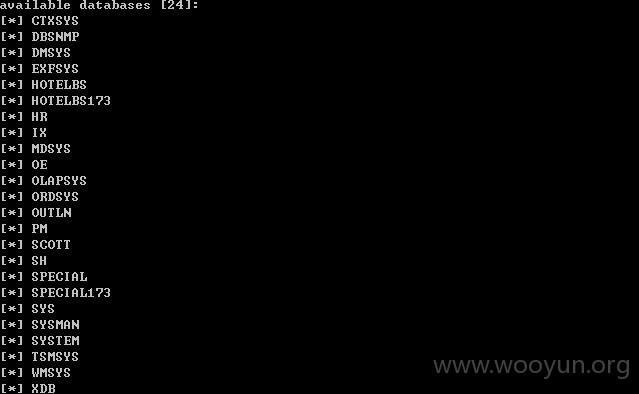 available databases [24]:
[*] CTXSYS
[*] DBSNMP
[*] DMSYS
[*] EXFSYS
[*] HOTELBS
[*] HOTELBS173
[*] HR
[*] IX
[*] MDSYS
[*] OE
[*] OLAPSYS
[*] ORDSYS
[*] OUTLN
[*] PM
[*] SCOTT
[*] SH
[*] SPECIAL
[*] SPECIAL173
[*] SYS
[*] SYSMAN
[*] SYSTEM
[*] TSMSYS
[*] WMSYS
[*] XDB
www.wooyun.org